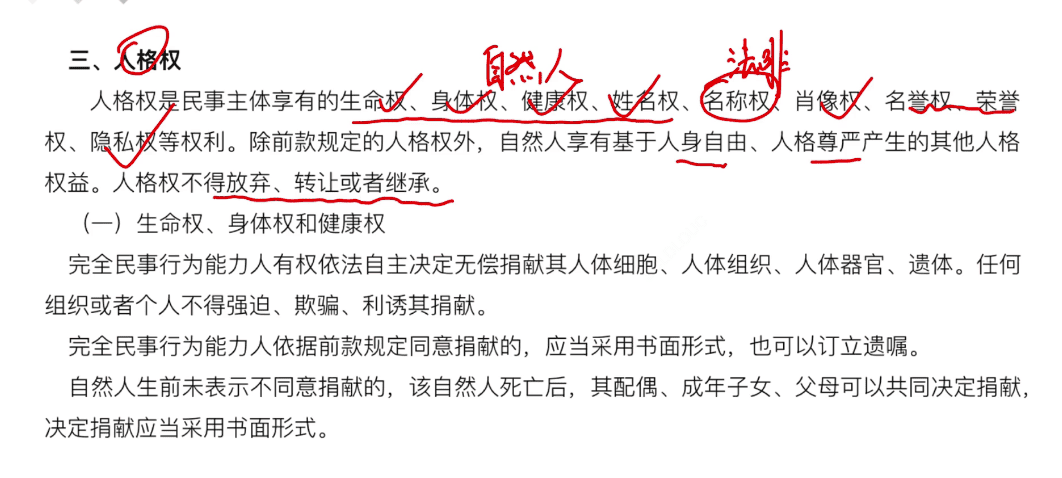 三、人格权
自然人
法 非
人格权是民事主体享有的生命权、身体权、健康权、姓名权、名称权、肖像权、名誉权、荣誉
权、隐私权等权利。除前款规定的人格权外，自然人享有基于人身自由、人格尊严产生的其他人格
权益。人格权不得放弃、转让或者继承。
（一）生命权、身体权和健康权
完全民事行为能力人有权依法自主决定无偿捐献其人体细胞、人体组织、人体器官、遗体。任何
组织或者个人不得强迫、欺骗、利诱其捐献。
完全民事行为能力人依据前款规定同意捐献的，应当采用书面形式，也可以订立遗嘱。
自然人生前未表示不同意捐献的，该自然人死亡后，其配偶、成年子女、父母可以共同决定捐献，
决定捐献应当采用书面形式。